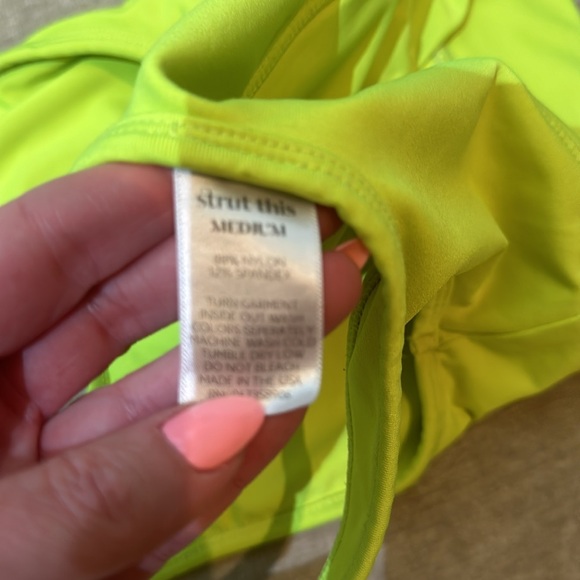 strut this
MEDIUM
88% NYLON
12% SPANDEX
TURN GARMENT
INSIDE OUT WASH
COLORS SEPERATELY
MACHINE WASH COLD
TUMBLE DRY LOW
DO NOT BLEACH
MADE IN THE USA